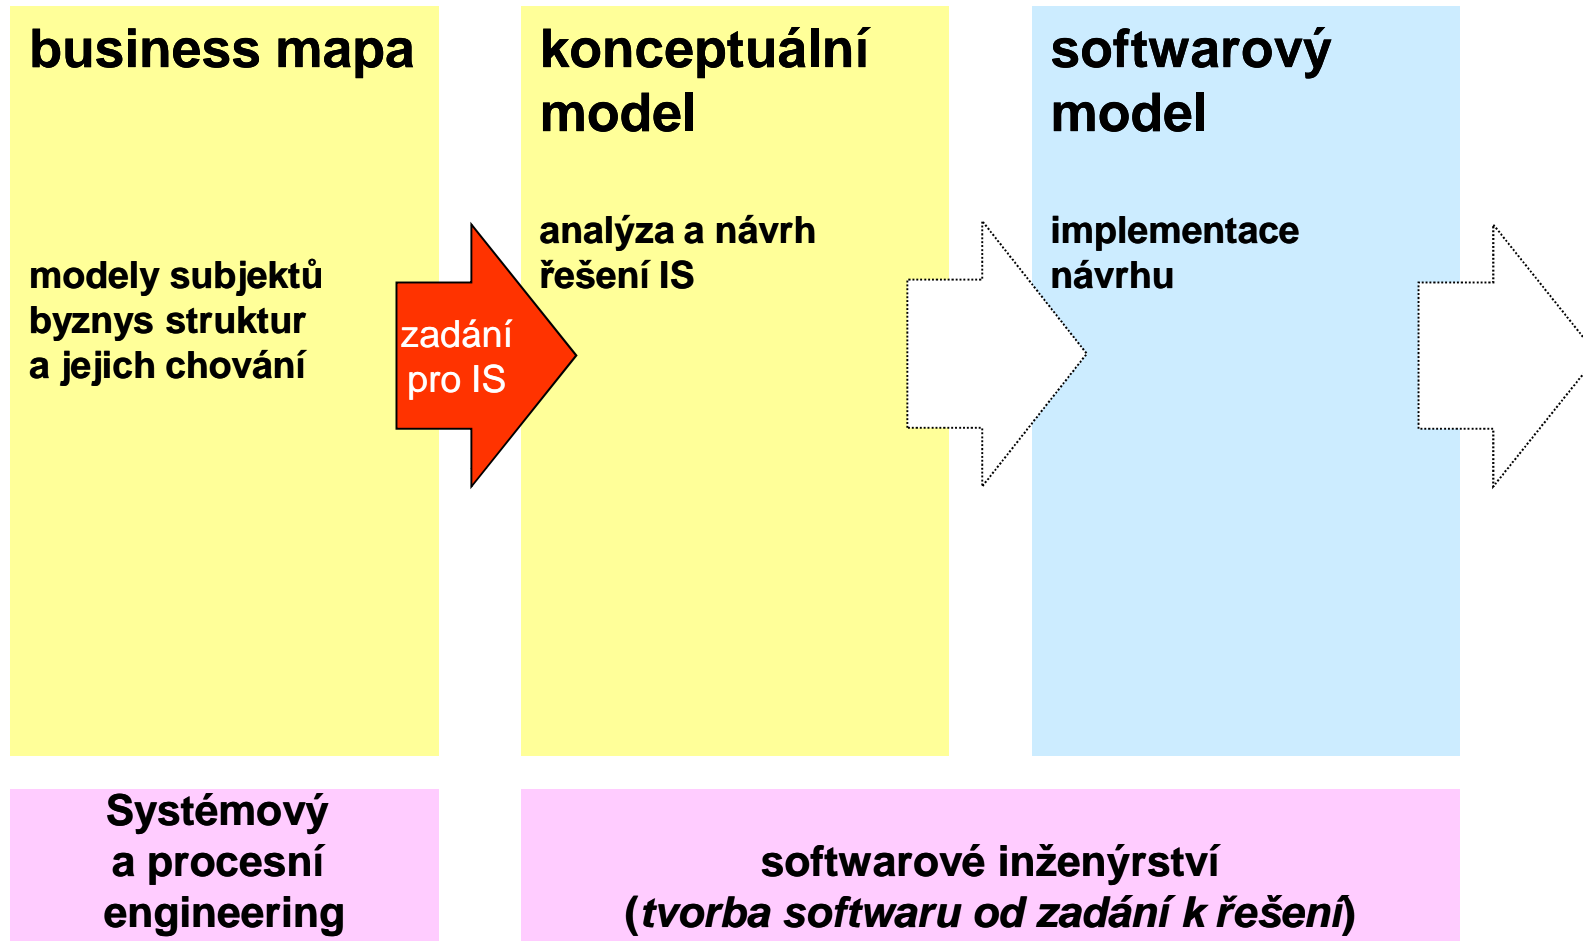 business mapa
modely subjektů
byznys struktur
a jejich chování
zadání
pro IS
konceptuální
model
analýza a návrh
řešení IS
softwarový
model
implementace
návrhu
Systémový
a procesní
engineering
softwarové inženýrství
(tvorba softwaru od zadání k řešení)